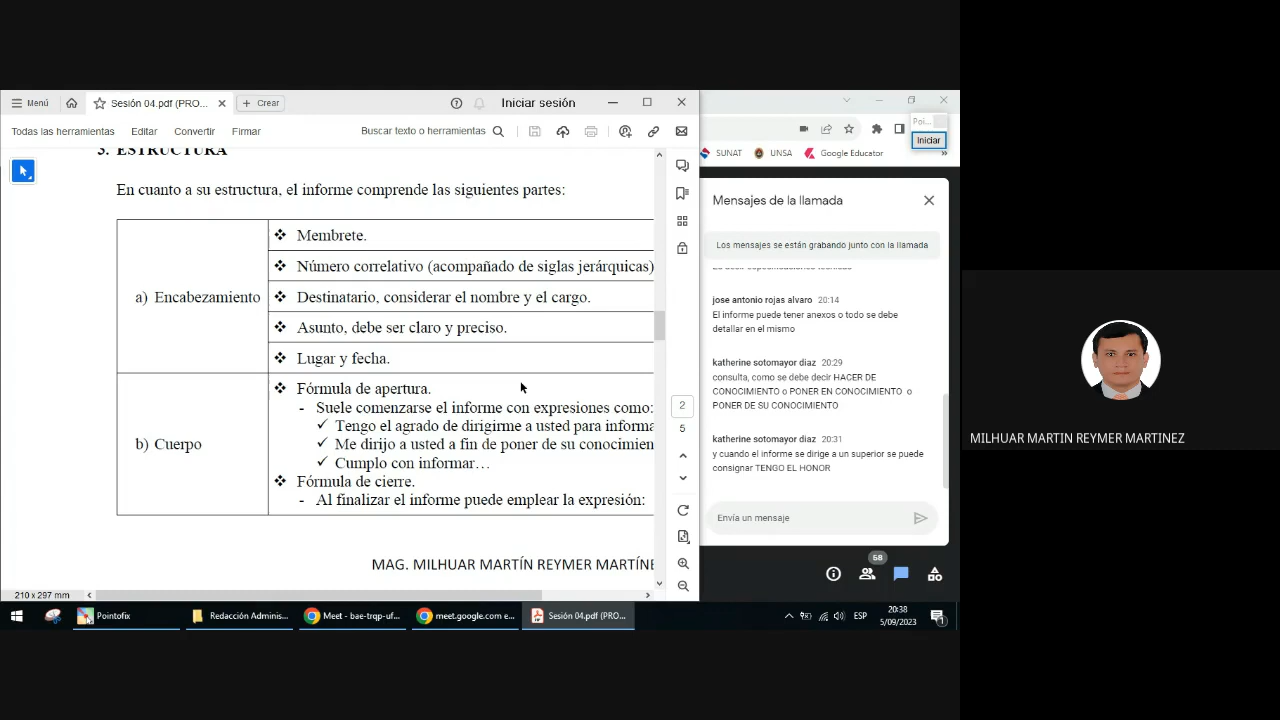 Menú
Sesión 04.pdf (PRO...
Crear
Iniciar sesión
Todas las herramientas
Editar
Convertir
Firmar
Buscar texto o herramientas
3. ESTRUCTURA
En cuanto a su estructura, el informe comprende las siguientes partes:
a) Encabezamiento
❖ Membrete.
❖ Número correlativo (acompañado de siglas jerárquicas)
❖ Destinatario, considerar el nombre y el cargo.
❖ Asunto, debe ser claro y preciso.
❖ Lugar y fecha.
b) Cuerpo
❖ Fórmula de apertura.
- Suele comenzarse el informe con expresiones como:
✓ Tengo el agrado de dirigirme a usted para informa
✓ Me dirijo a usted a fin de poner de su conocimien
✓ Cumplo con informar…
❖ Fórmula de cierre.
- Al finalizar el informe puede emplear la expresión:
MAG. MILHUAR MARTÍN REYMER MARTÍNE
210 x 297 mm
2
5
Poi...
Iniciar
SUNAT
UNSA
Google Educator
»
Mensajes de la llamada
Los mensajes se están grabando junto con la llamada
jose antonio rojas alvaro 20:14
El informe puede tener anexos o todo se debe
detallar en el mismo
katherine sotomayor diaz 20:29
consulta, como se debe decir HACER DE
CONOCIMIENTO o PONER EN CONOCIMIENTO o
PONER DE SU CONOCIMIENTO
katherine sotomayor diaz 20:31
y cuando el informe se dirige a un superior se puede
consignar TENGO EL HONOR
Envía un mensaje
58
MILHUAR MARTIN REYMER MARTINEZ
Pointofix
Redacción Adminis...
Meet - bae-trqp-uf...
meet.google.com e...
Sesión 04.pdf (PRO...
ESP
20:38
5/09/2023
1